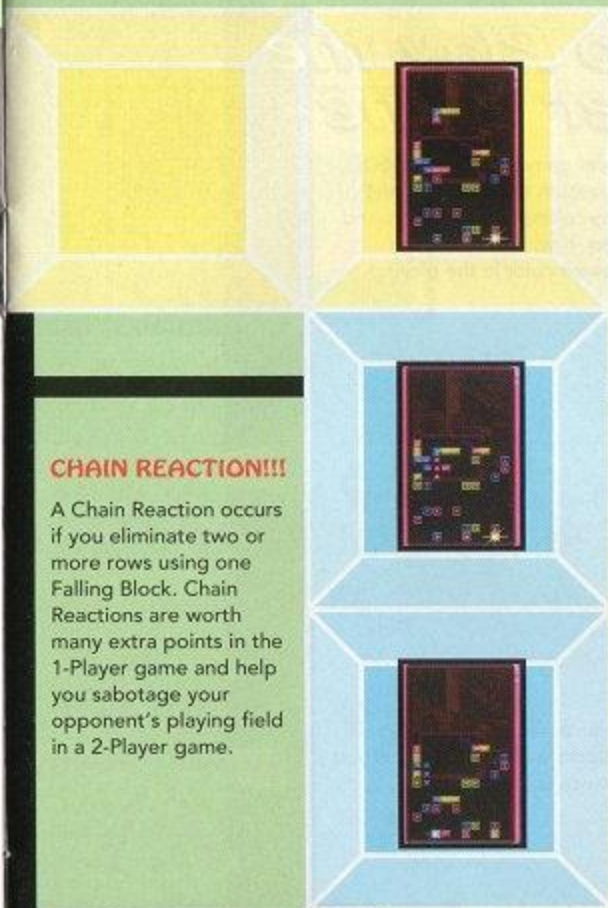 CHAIN REACTION!!!
A Chain Reaction occurs
if you eliminate two or
more rows using one
Falling Block. Chain
Reactions are worth
many extra points in the
1-Player game and help
you sabotage your
opponent's playing field
in a 2-Player game.